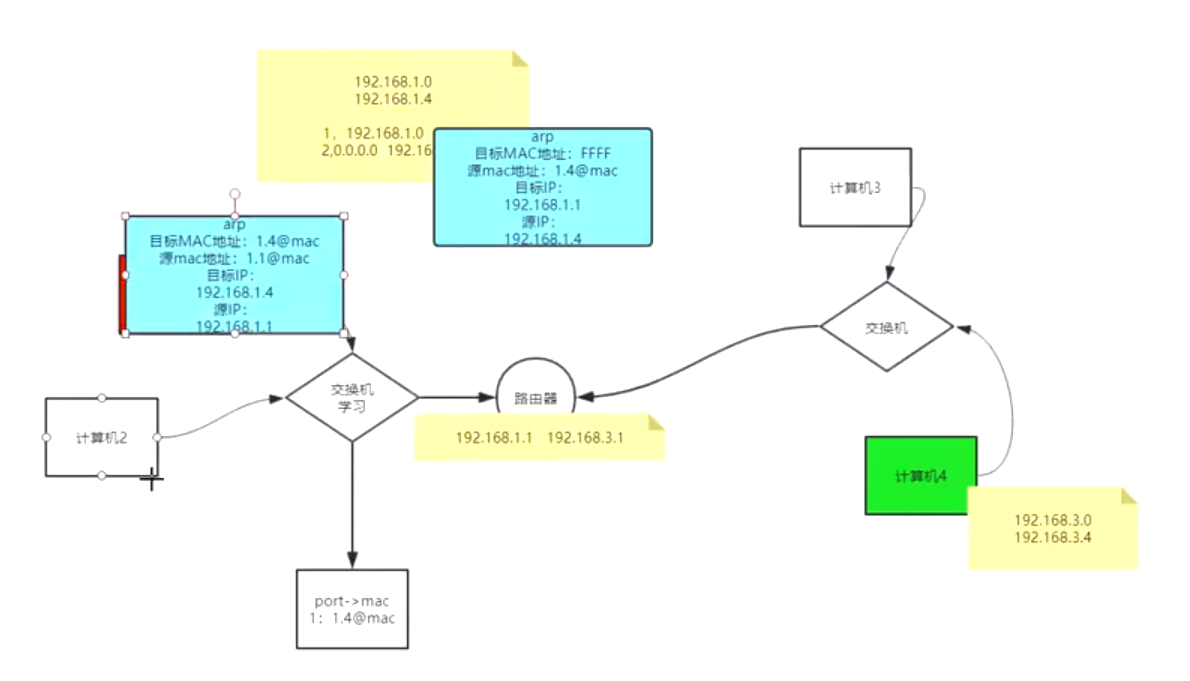 192.168.1.0
192.168.1.4
1，192.168.1.0
2,0.0.0.0 192.16
arp
目标MAC地址：FFFF
源mac地址：1.4@mac
目标IP：
192.168.1.1
源IP：
192.168.1.4
计算机3
arp
目标MAC地址：1.4@mac
源mac地址：1.1@mac
目标IP：
192.168.1.4
源IP：
192.168.1.1
交换机
交换机
学习
路由器
192.168.1.1 192.168.3.1
计算机2
计算机4
192.168.3.0
192.168.3.4
port->mac
1：1.4@mac